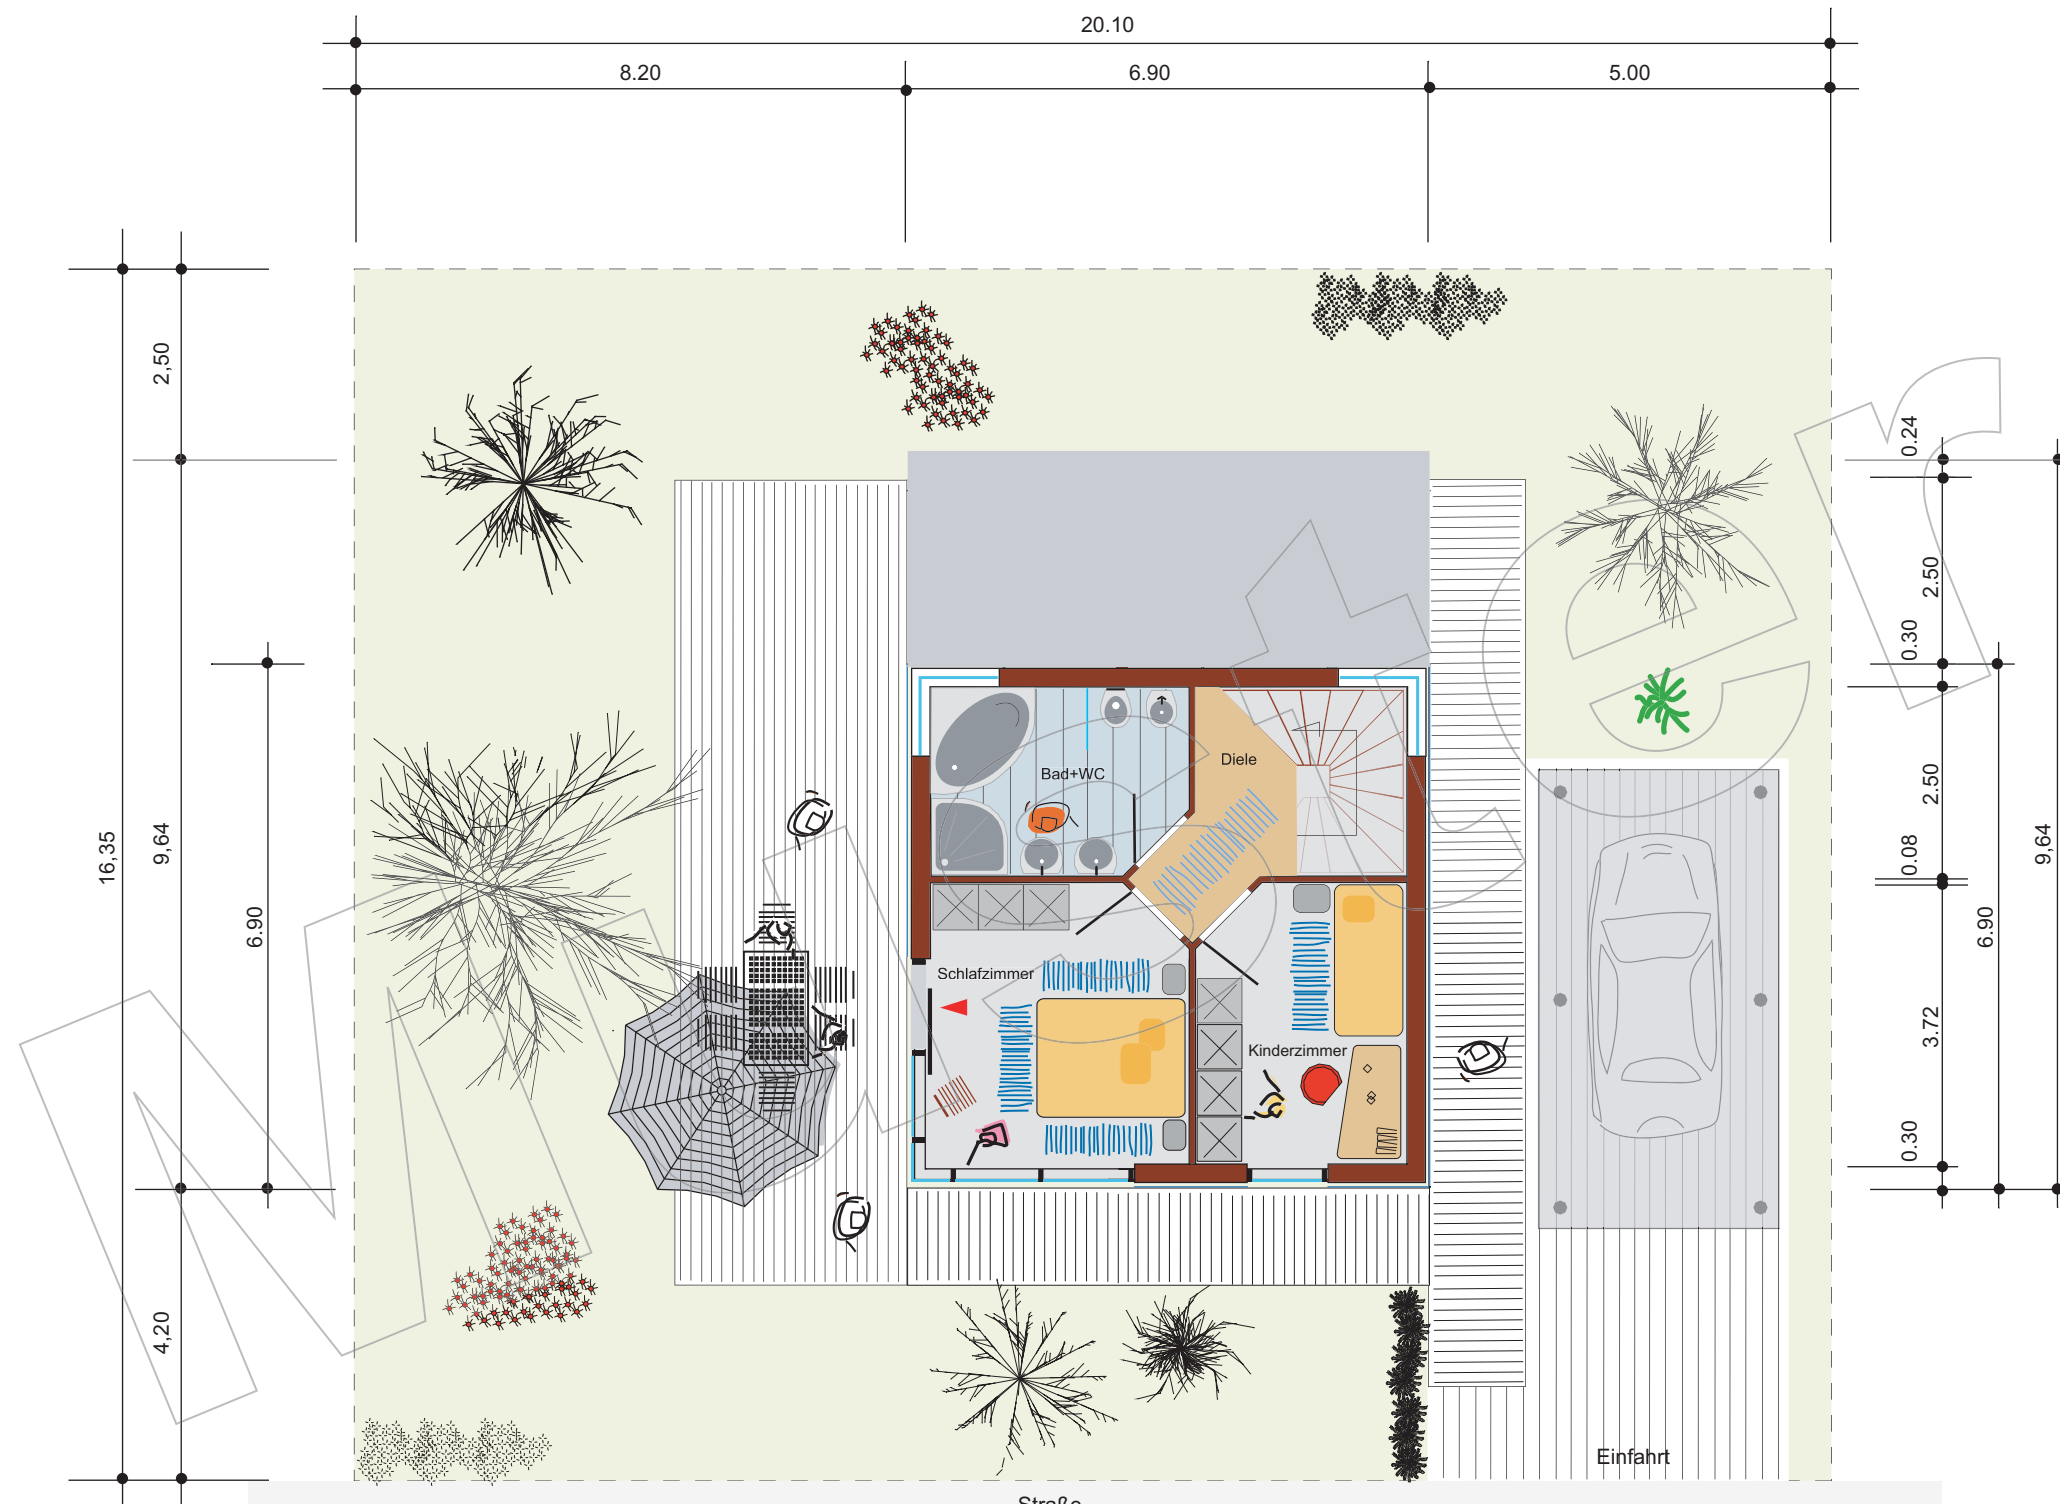 20.10
8.20 6.90 5.00
2,50
16,35
9,64
6.90
4,20
0.24
2.50
0.30
2.50
0.08
9,64
6.90
3.72
0.30
Bad+WC
Diele
Schlafzimmer
Kinderzimmer
Einfahrt
Straße
Muster